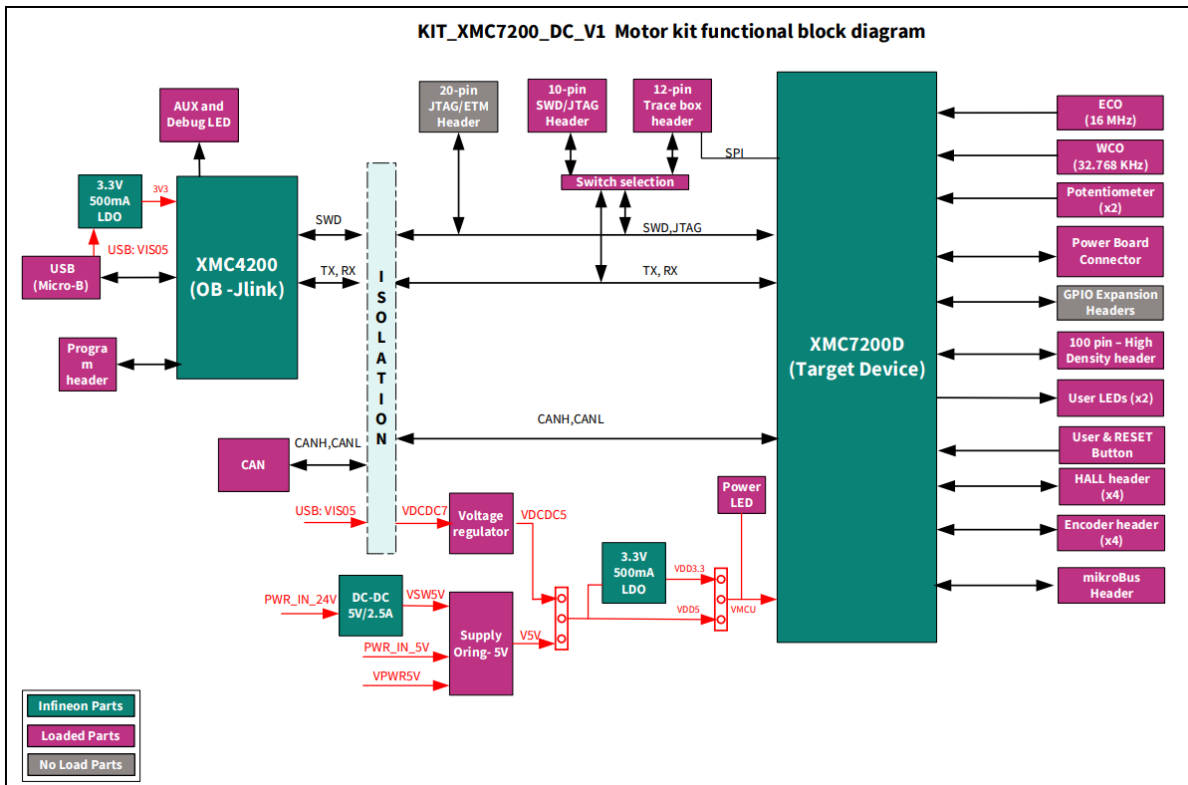 KIT_XMC7200_DC_V1 Motor kit functional block diagram
AUX and
Debug LED
20-pin
JTAG/ETM
Header
10-pin
SWD/JTAG
Header
12-pin
Trace box
header
SPI
Switch selection
3.3V
500mA
LDO
3V3
USB: VIS05
USB
(Micro-B)
XMC4200
(OB -Jlink)
Progra
m
header
SWD
TX, RX
I
S
O
L
A
T
I
O
N
SWD,JTAG
TX, RX
CANH,CANL
CAN
CANH,CANL
XMC7200D
(Target Device)
ECO
(16 MHz)
WCO
(32.768 KHz)
Potentiometer
(x2)
Power Board
Connector
GPIO Expansion
Headers
100 pin – High
Density header
User LEDs (x2)
User & RESET
Button
HALL header
(x4)
Encoder header
(x4)
mikroBus
Header
USB: VIS05
VDCDC7
Voltage
regulator
VDCDC5
Power
LED
3.3V
500mA
LDO
VDD3.3
VDD5
VMCU
PWR_IN_24V
DC-DC
5V/2.5A
VSW5V
PWR_IN_5V
VPWR5V
Supply
Oring- 5V
V5V
Infineon Parts
Loaded Parts
No Load Parts